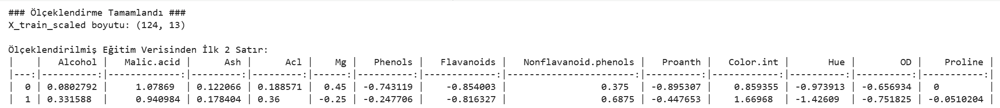 ### Ölçeklendirme Tamamlandı ###
X_train_scaled boyutu: (124, 13)
Ölçeklendirilmiş Eğitim Verisinden İlk 2 Satır:
|    |   Alcohol |   Malic.acid |      Ash |      Acl |    Mg |   Phenols |   Flavanoids |   Nonflavanoid.phenols |   Proanth |   Color.int |       Hue |        OD |    Proline |
|---:|----------:|-------------:|---------:|---------:|------:|----------:|-------------:|-----------------------:|----------:|------------:|----------:|----------:|-----------:|
|  0 | 0.0802792 |     1.07869  | 0.122066 | 0.188571 |  0.45 | -0.743119 |    -0.854003 |                 0.375  | -0.895307 |    0.859355 | -0.973913 | -0.656934 |  0         |
|  1 | 0.331588  |     0.940984 | 0.178404 | 0.36     | -0.25 | -0.247706 |    -0.816327 |                 0.6875 | -0.447653 |    1.66968  | -1.42609  | -0.751825 | -0.0510204 |